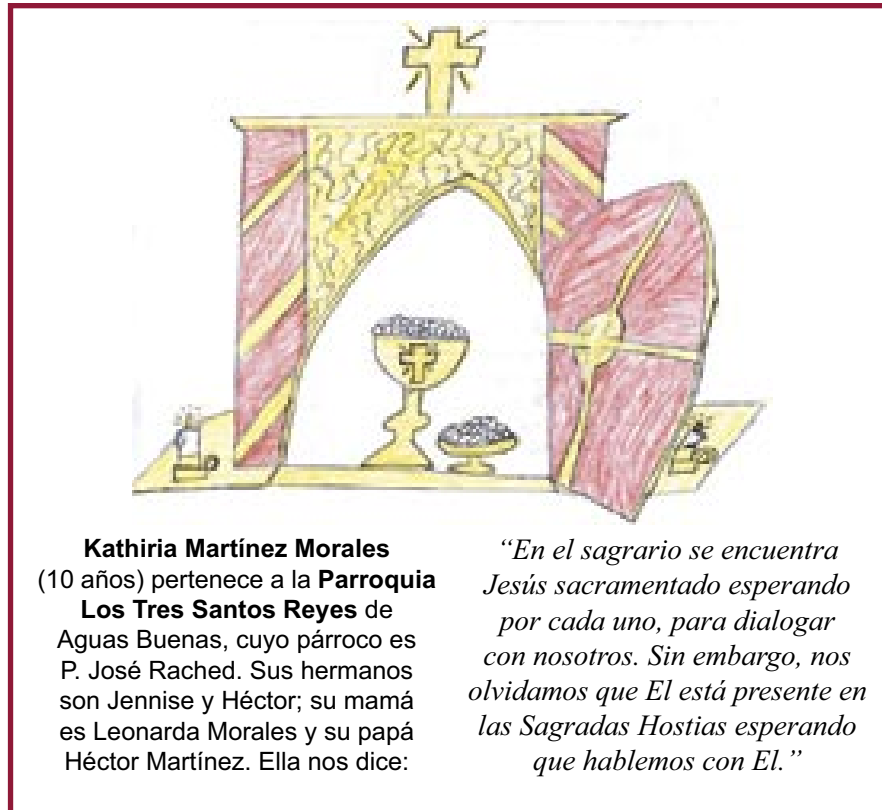 Kathiria Martínez Morales
(10 años) pertenece a la Parroquia
Los Tres Santos Reyes de
Aguas Buenas, cuyo párroco es
P. José Rached. Sus hermanos
son Jennise y Héctor; su mamá
es Leonarda Morales y su papá
Héctor Martínez. Ella nos dice:
“En el sagrario se encuentra
Jesús sacramentado esperando
por cada uno, para dialogar
con nosotros. Sin embargo, nos
olvidamos que El está presente en
las Sagradas Hostias esperando
que hablemos con El.”